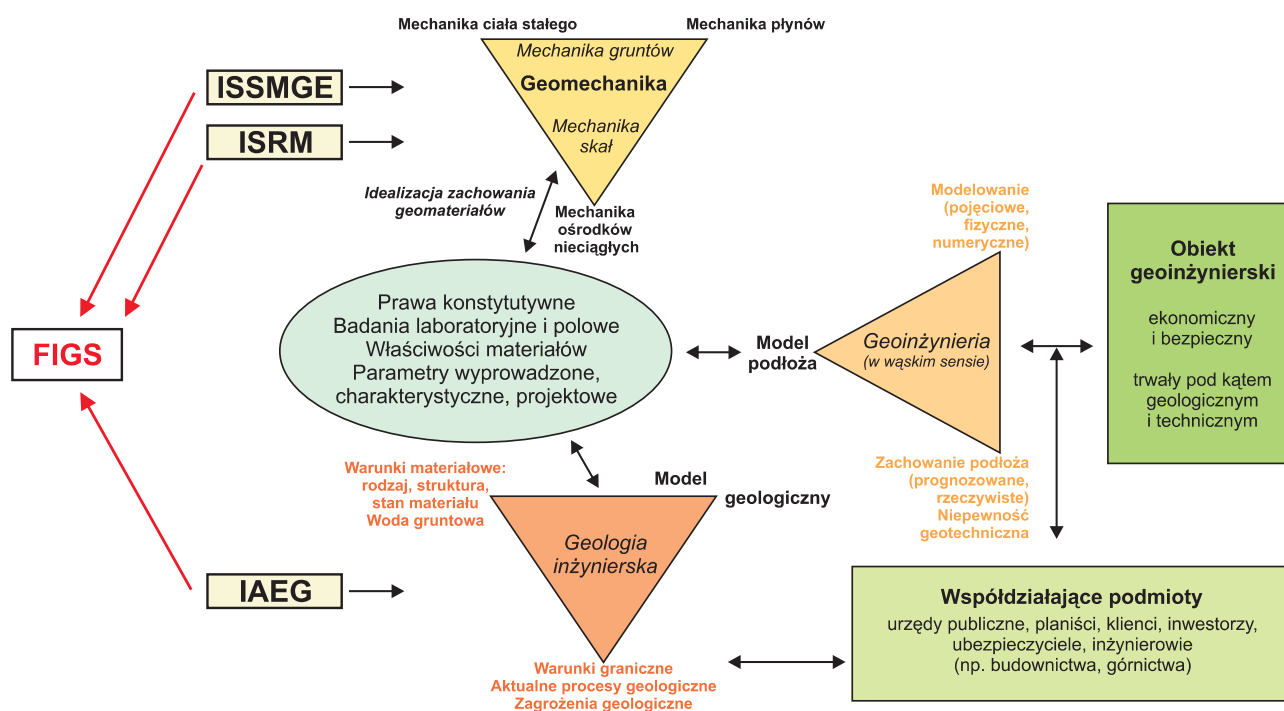 Mechanika ciała stałego
Mechanika płynów
Mechanika gruntów
Geomechanika
Mechanika
skał
ISSMGE
ISRM
Idealizacja zachowania
geomateriałów
Mechanika
ośrodków
nieciągłych
Modelowanie
(pojęciowe,
fizyczne,
numeryczne)
Obiekt
geoinżynierski
ekonomiczny
i bezpieczny
trwały pod kątem
geologicznym
i technicznym
Prawa konstytutywne
Badania laboratoryjne i polowe
Właściwości materiałów
Parametry wyprowadzone,
charakterystyczne, projektowe
FIGS
Model
podłoża
Geoinżynieria
(w wąskim sensie)
Zachowanie podłoża
(prognozowane,
rzeczywiste)
Niepewność
geotechniczna
Warunki materiałowe:
rodzaj, struktura,
stan materiału
Woda gruntowa
Model
geologiczny
Geologia
inżynierska
IAEG
Warunki graniczne
Aktualne procesy geologiczne
Zagrożenia geologiczne
Współdziałające podmioty
urzędy publiczne, planiści, klienci, inwestorzy,
ubezpieczyciele, inżynierowie
(np. budownictwa, górnictwa)